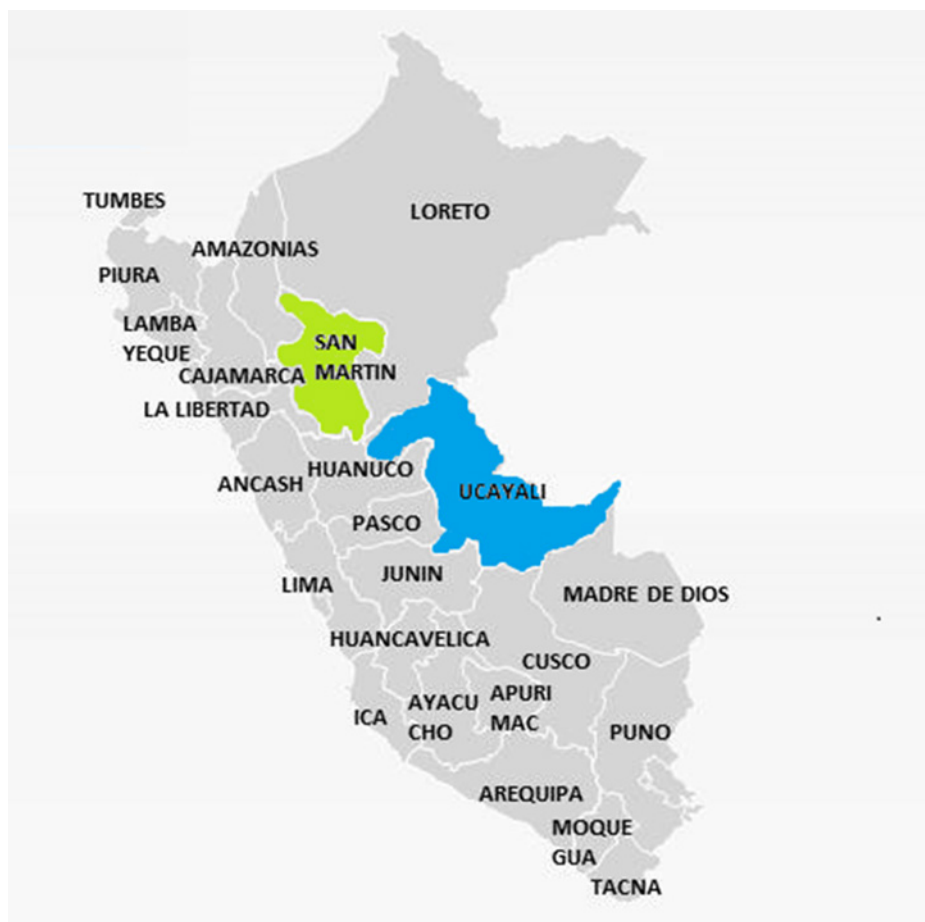 TUMBES
LORETO
AMAZONIAS
PIURA
LAMBA
YEQUE
SAN
MARTIN
CAJAMARCA
LA LIBERTAD
HUANUCO
ANCASH
UCAYALI
PASCO
JUNIN
LIMA
MADRE DE DIOS
HUANCAVELICA
CUSCO
APURI
MAC
AYACU
CHO
ICA
PUNO
AREQUIPA
MOQUE
GUA
TACNA